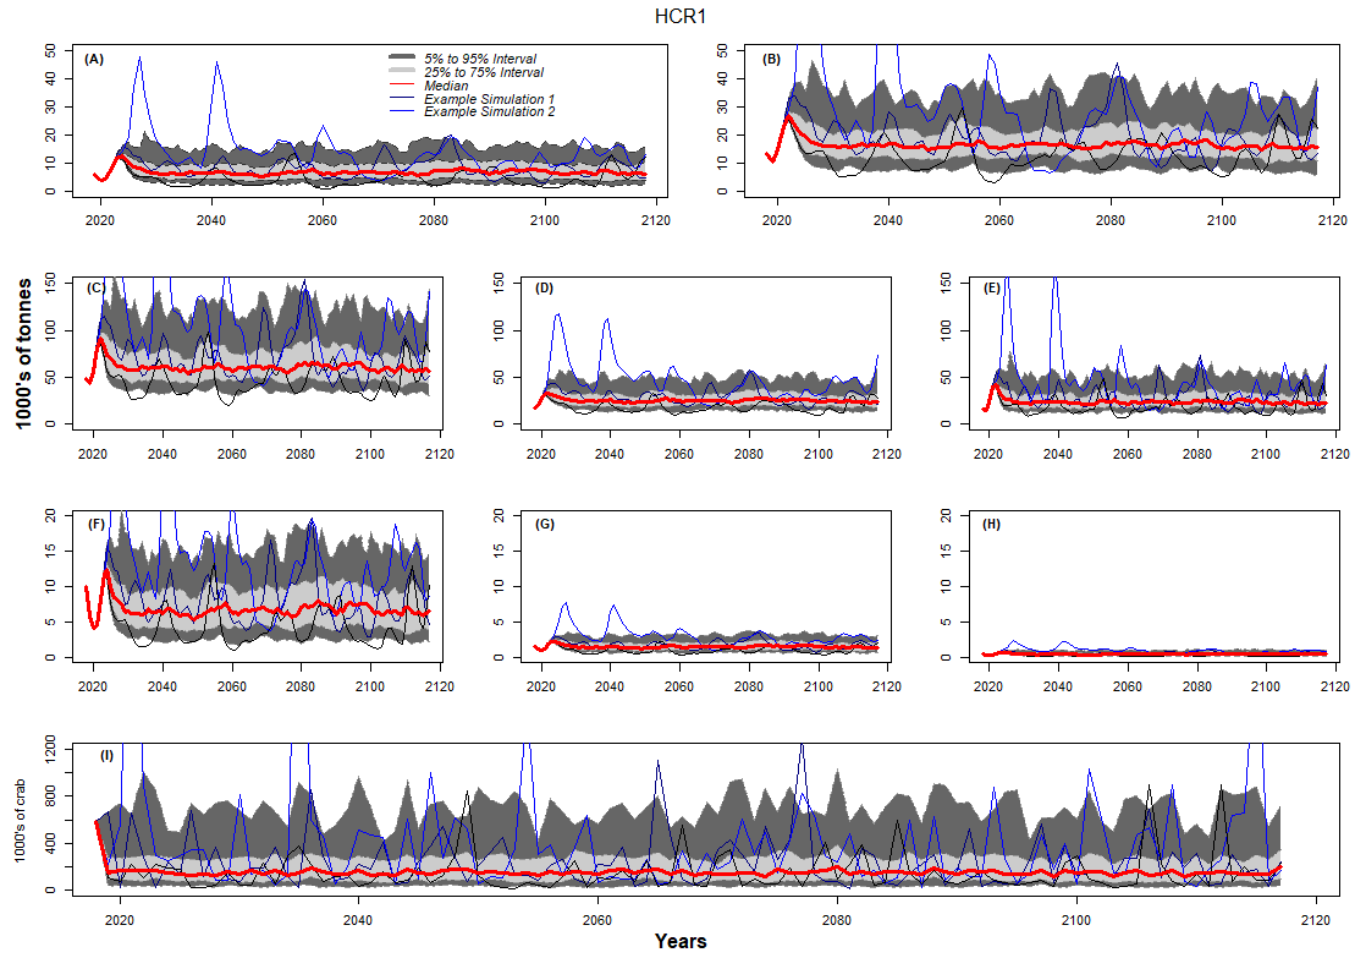 HCR1
(A)
5% to 95% Interval
25% to 75% Interval
Median
Example Simulation 1
Example Simulation 2
50
40
30
20
10
0
2020 2040 2060 2080 2100 2120
(B)
50
40
30
20
10
0
2020 2040 2060 2080 2100 2120
1000's of tonnes
(C)
150
100
50
0
2020 2040 2060 2080 2100 2120
(D)
150
100
50
0
2020 2040 2060 2080 2100 2120
(E)
150
100
50
0
2020 2040 2060 2080 2100 2120
(F)
20
15
10
5
0
2020 2040 2060 2080 2100 2120
(G)
20
15
10
5
0
2020 2040 2060 2080 2100 2120
(H)
20
15
10
5
0
2020 2040 2060 2080 2100 2120
1000's of crab
(I)
1200
800
400
0
2020 2040 2060 2080 2100 2120
Years